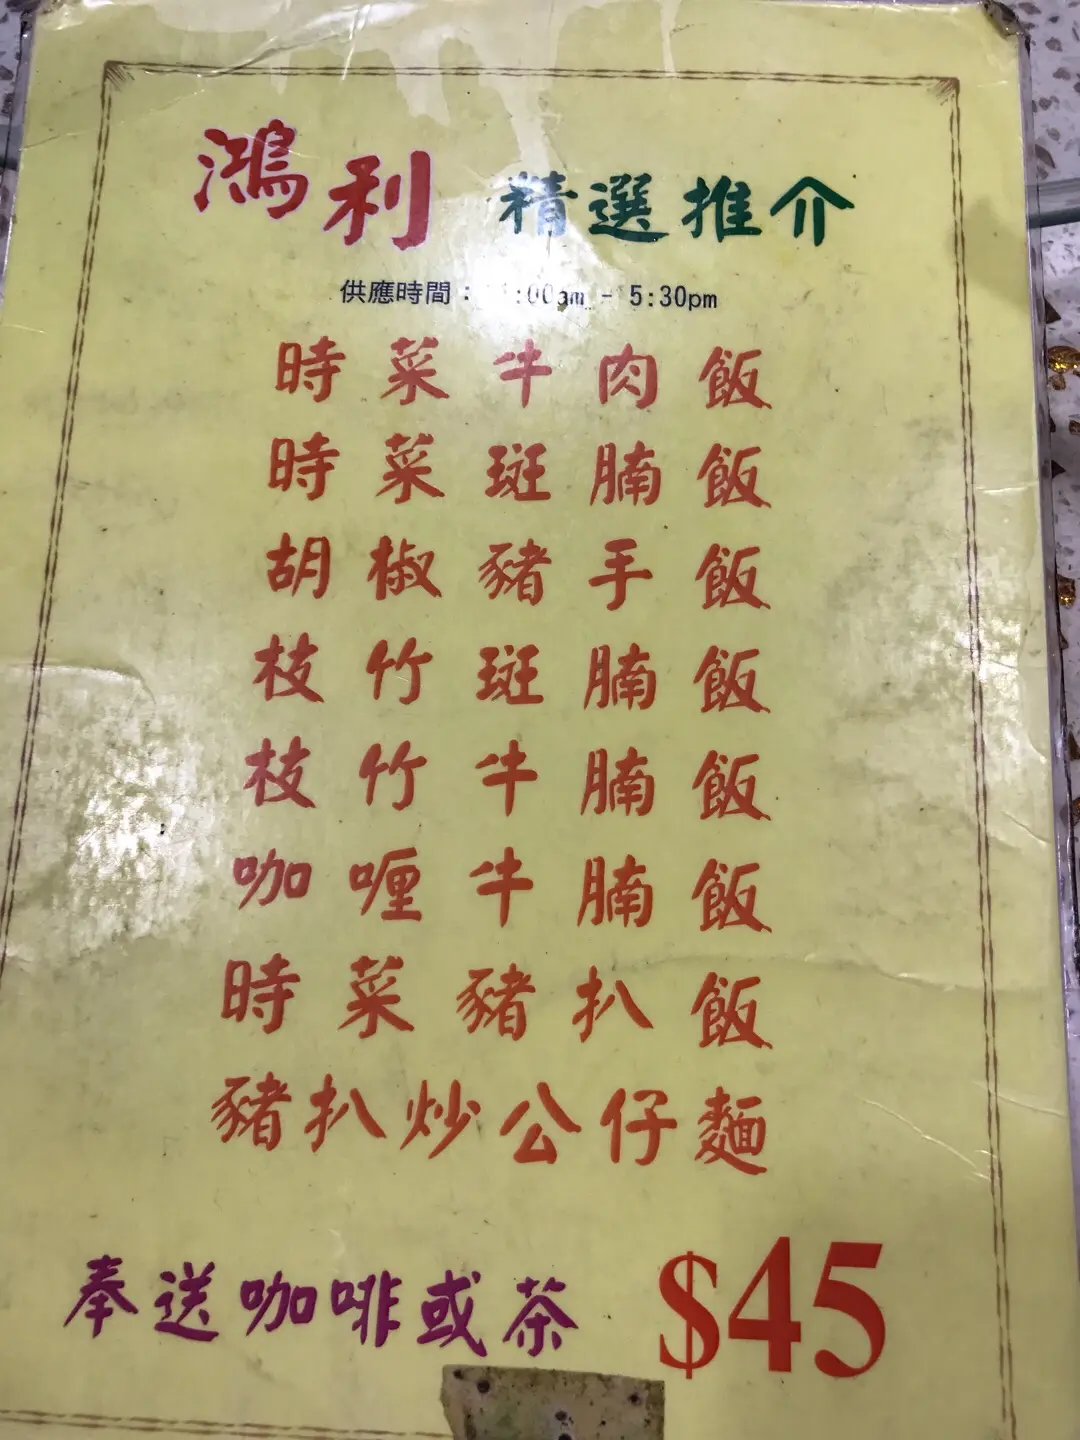 鴻利 精選推介
供應時間：11:00am - 5:30pm
時菜牛肉飯
時菜斑腩飯
胡椒豬手飯
枝竹斑腩飯
枝竹牛腩飯
咖喱牛腩飯
時菜豬扒飯
豬扒炒公仔麵
奉送咖啡或茶 $45